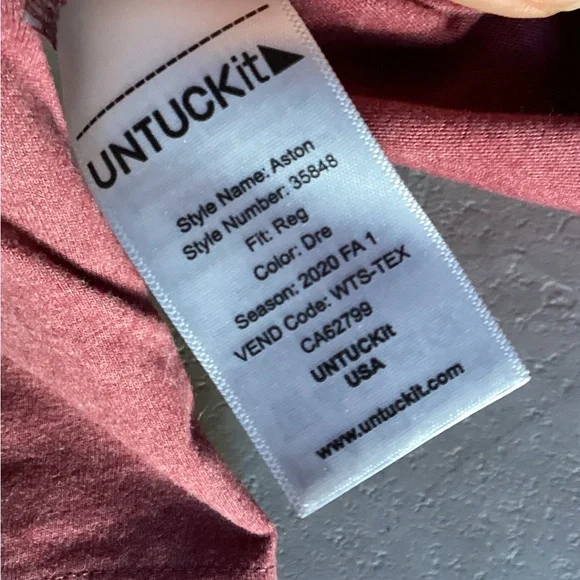 UNTUCKit
Style Name: Aston
Style Number: 35848
Fit: Reg
Color: Dre
Season: 2020 FA 1
VEND Code: WTS-TEX
CA62799
UNTUCKit
USA
www.untuckit.com